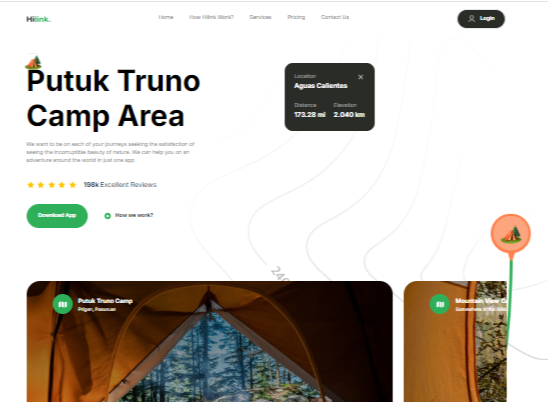 Hilink.
Home How Hilink Work? Services Pricing Contact Us
Login
Putuk Truno
Camp Area
We want to be on each of your journeys seeking the satisfaction of
seeing the incorruptible beauty of nature. We can help you on an
adventure around the world in just one app
198k Excellent Reviews
Download App
How we work?
Location
Aguas Calientes
Distance Elevation
173.28 mi 2.040 km
Putuk Truno Camp
Prigen, Pasuruan
Mountain View
Somewhere in the